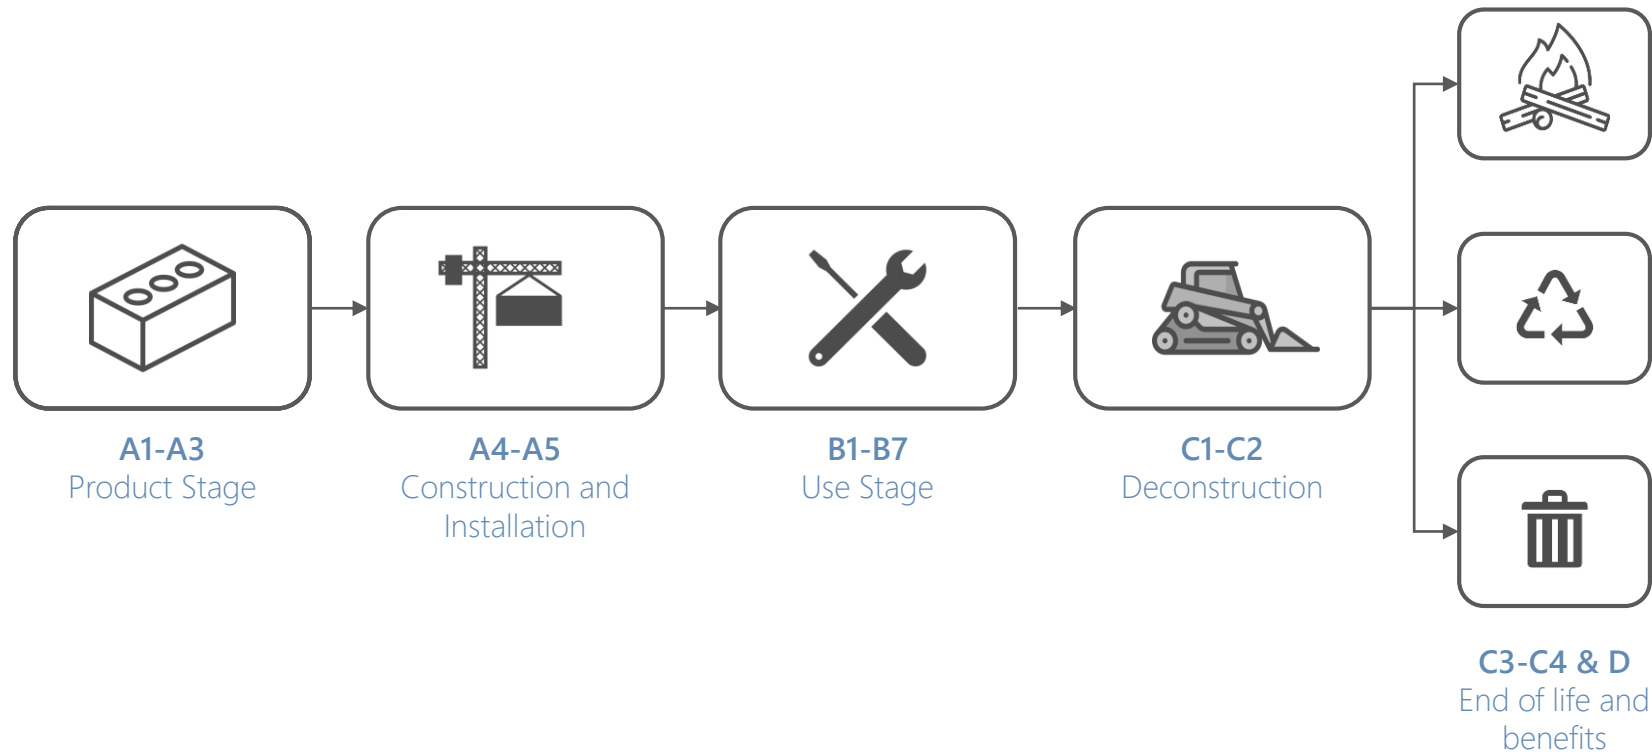 A1-A3
Product Stage
A4-A5
Construction and
Installation
B1-B7
Use Stage
C1-C2
Deconstruction
C3-C4 & D
End of life and
benefits